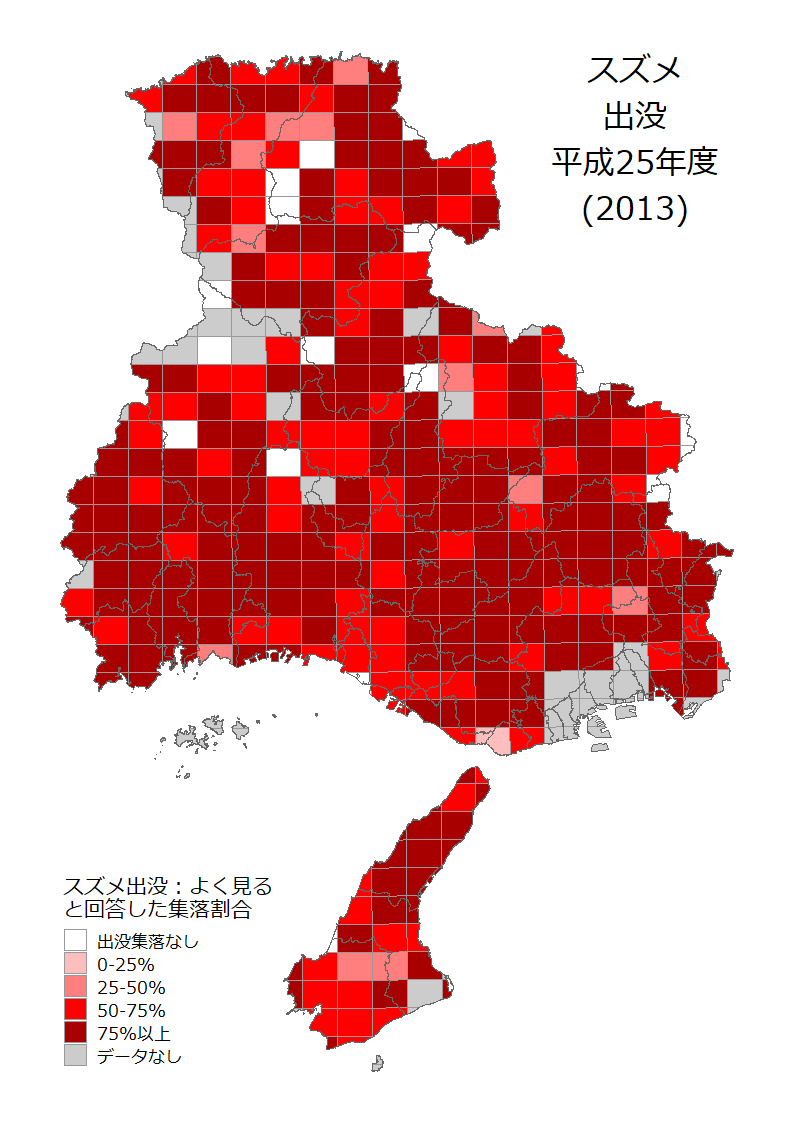 スズメ
出没
平成25年度
(2013)
スズメ出没：よく見る
と回答した集落割合
出没集落なし
0-25%
25-50%
50-75%
75%以上
データなし